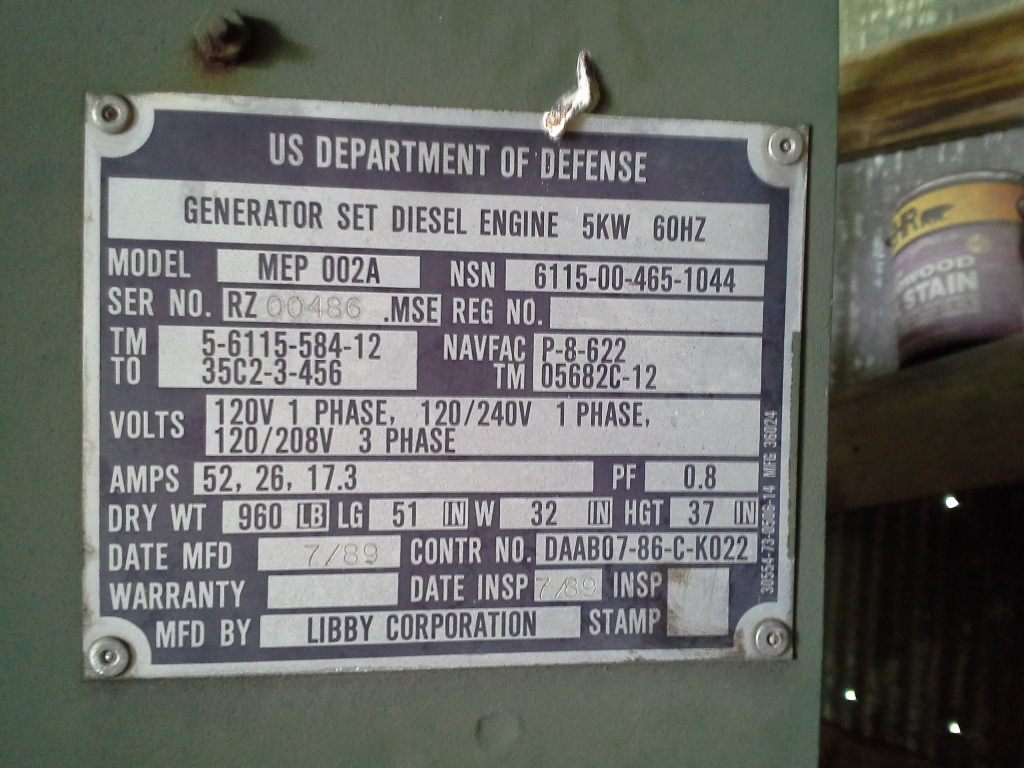 US DEPARTMENT OF DEFENSE
GENERATOR SET DIESEL ENGINE 5KW 60HZ
MODEL MEP 002A NSN 6115-00-465-1044
SER NO. RZ 00486 .MSE REG NO.
TM 5-6115-584-12 NAVFAC P-8-622
TO 35C2-3-456 TM 05682C-12
VOLTS 120V 1 PHASE, 120/240V 1 PHASE,
120/208V 3 PHASE
AMPS 52, 26, 17.3 PF 0.8
DRY WT 960 LB LG 51 IN W 32 IN HGT 37 IN
DATE MFD 7/89 CONTR NO. DAAB07-86-C-K022
WARRANTY DATE INSP 7/89 INSP
MFD BY LIBBY CORPORATION STAMP
MFG 36024
WOOD
STAIN